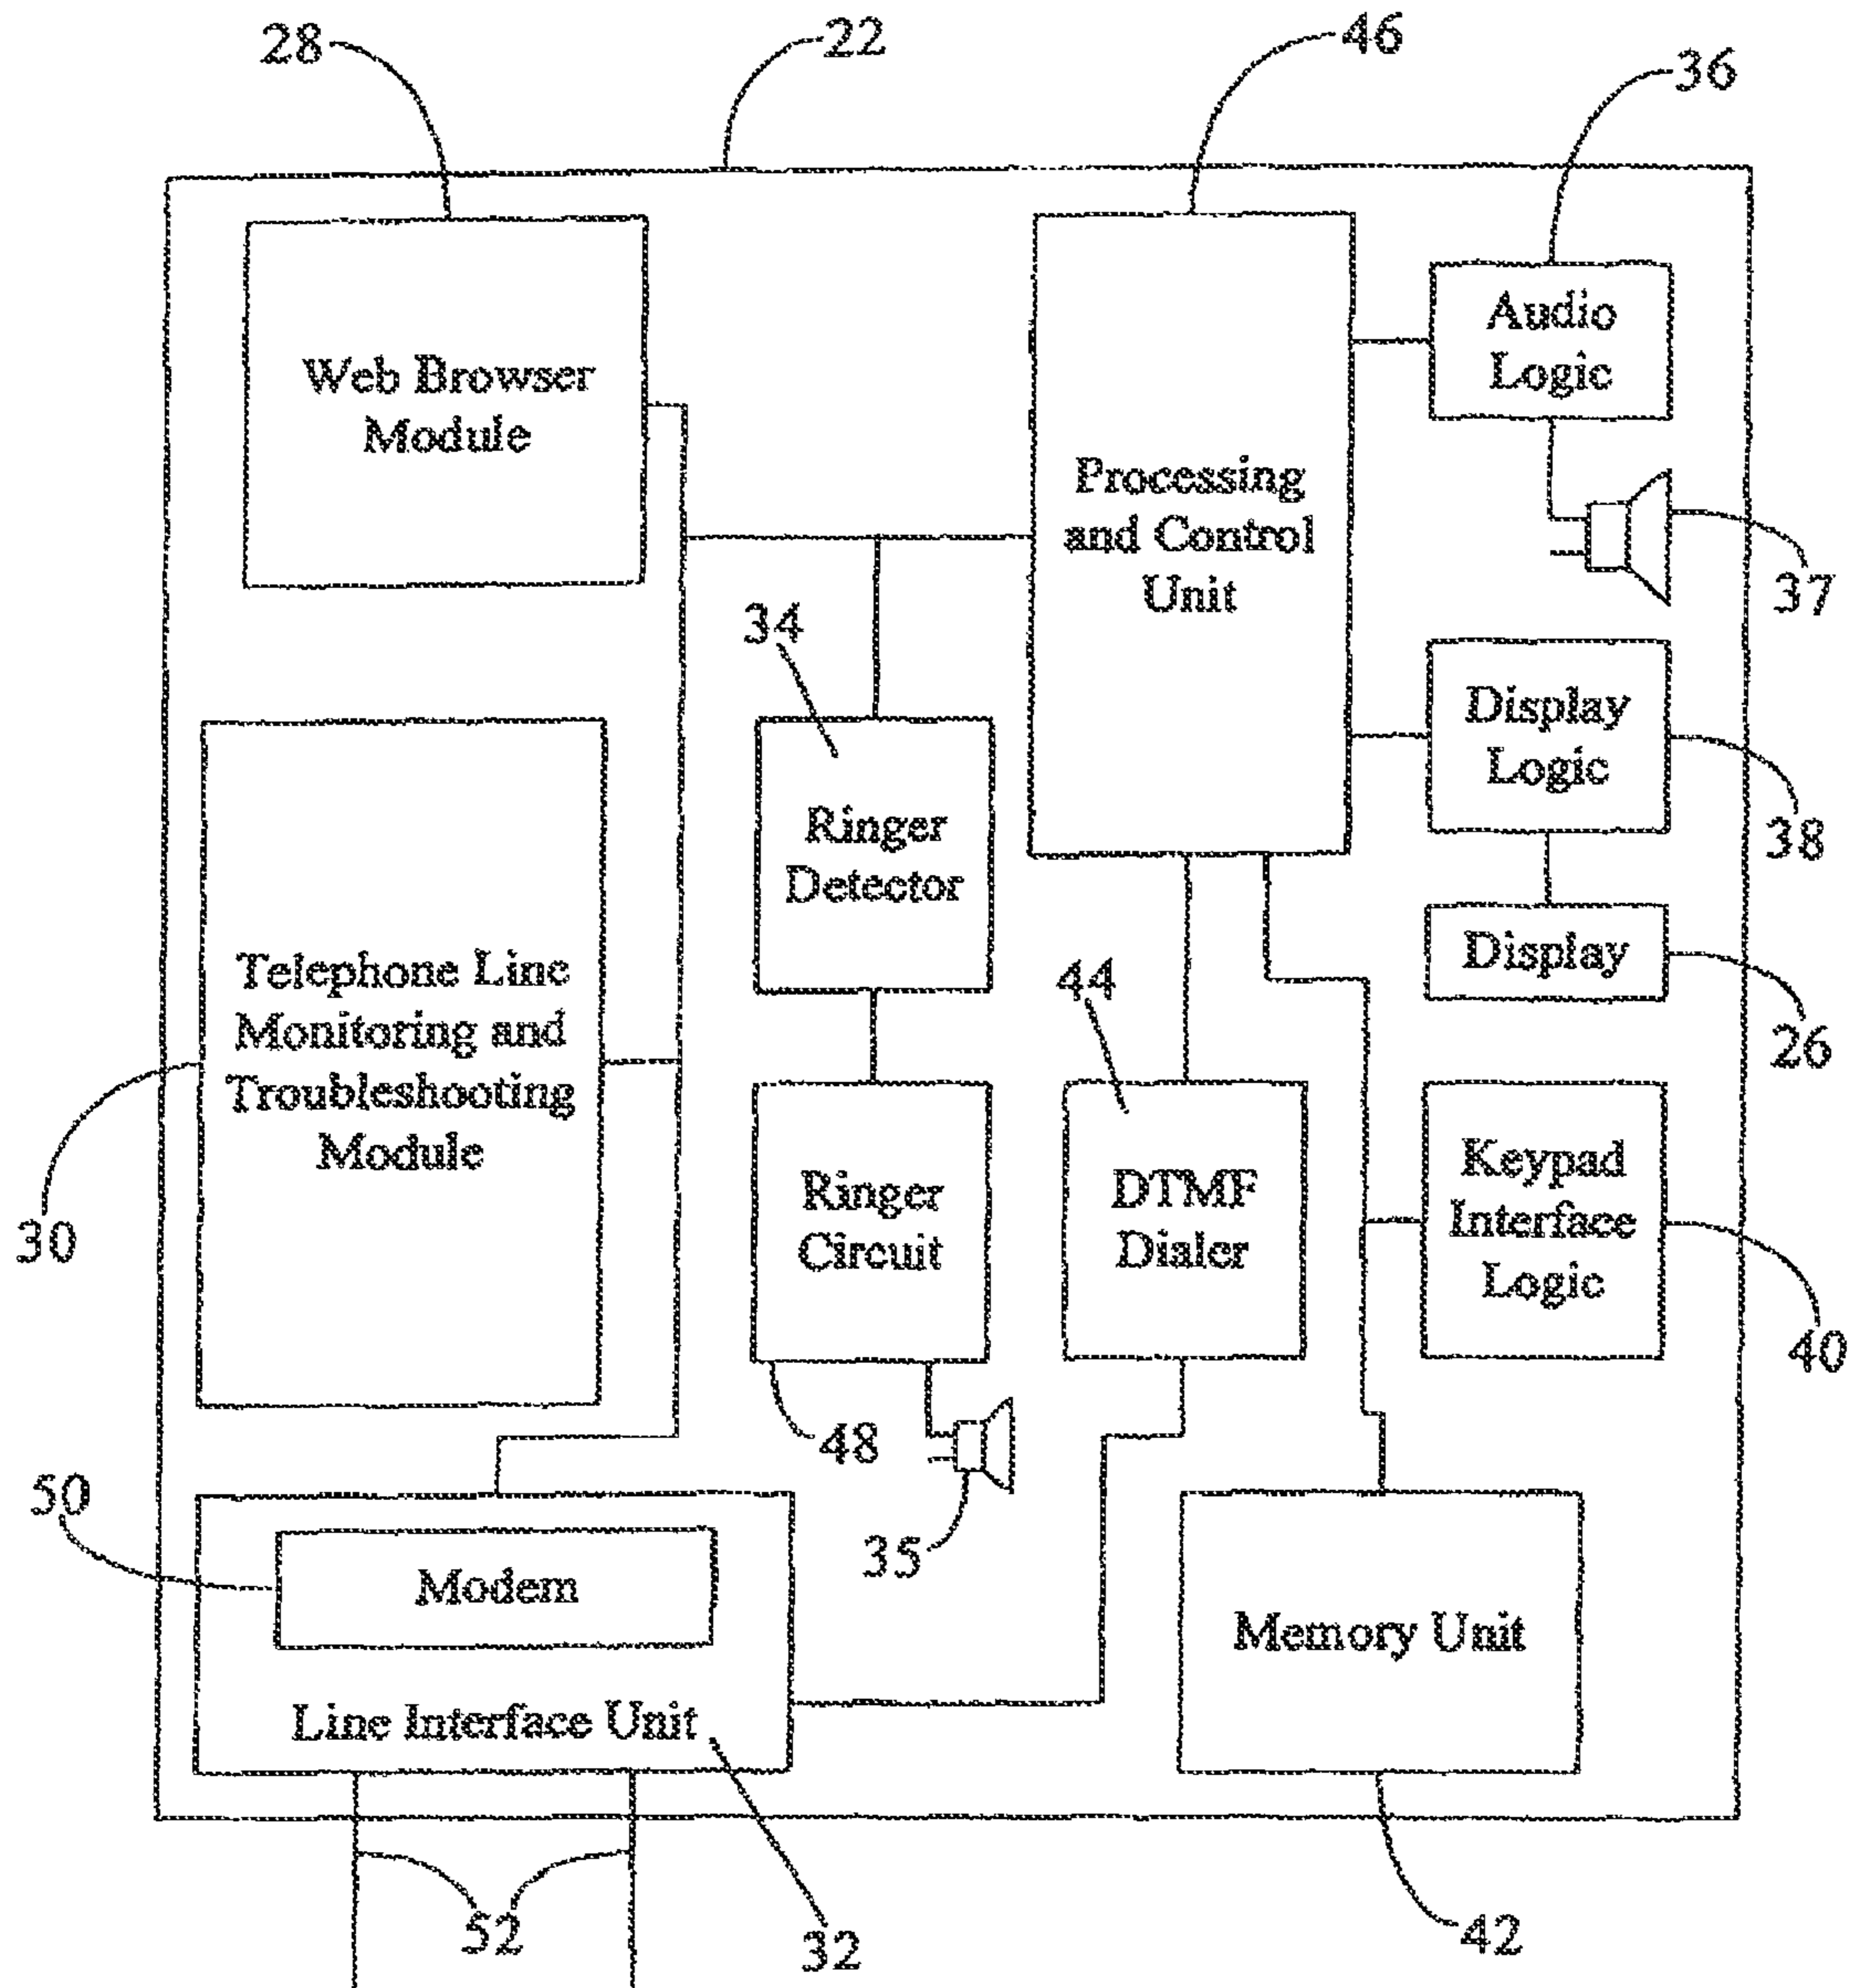 28
22
46
36
Web Browser
Module
Processing
and Control
Unit
Audio
Logic
37
34
Ringer
Detector
Display
Logic
38
Display
26
Telephone Line
Monitoring and
Troubleshooting
Module
30
44
Ringer
Circuit
48
35
DTMF
Dialer
Keypad
Interface
Logic
40
50
Modem
Line Interface Unit
32
52
Memory Unit
42